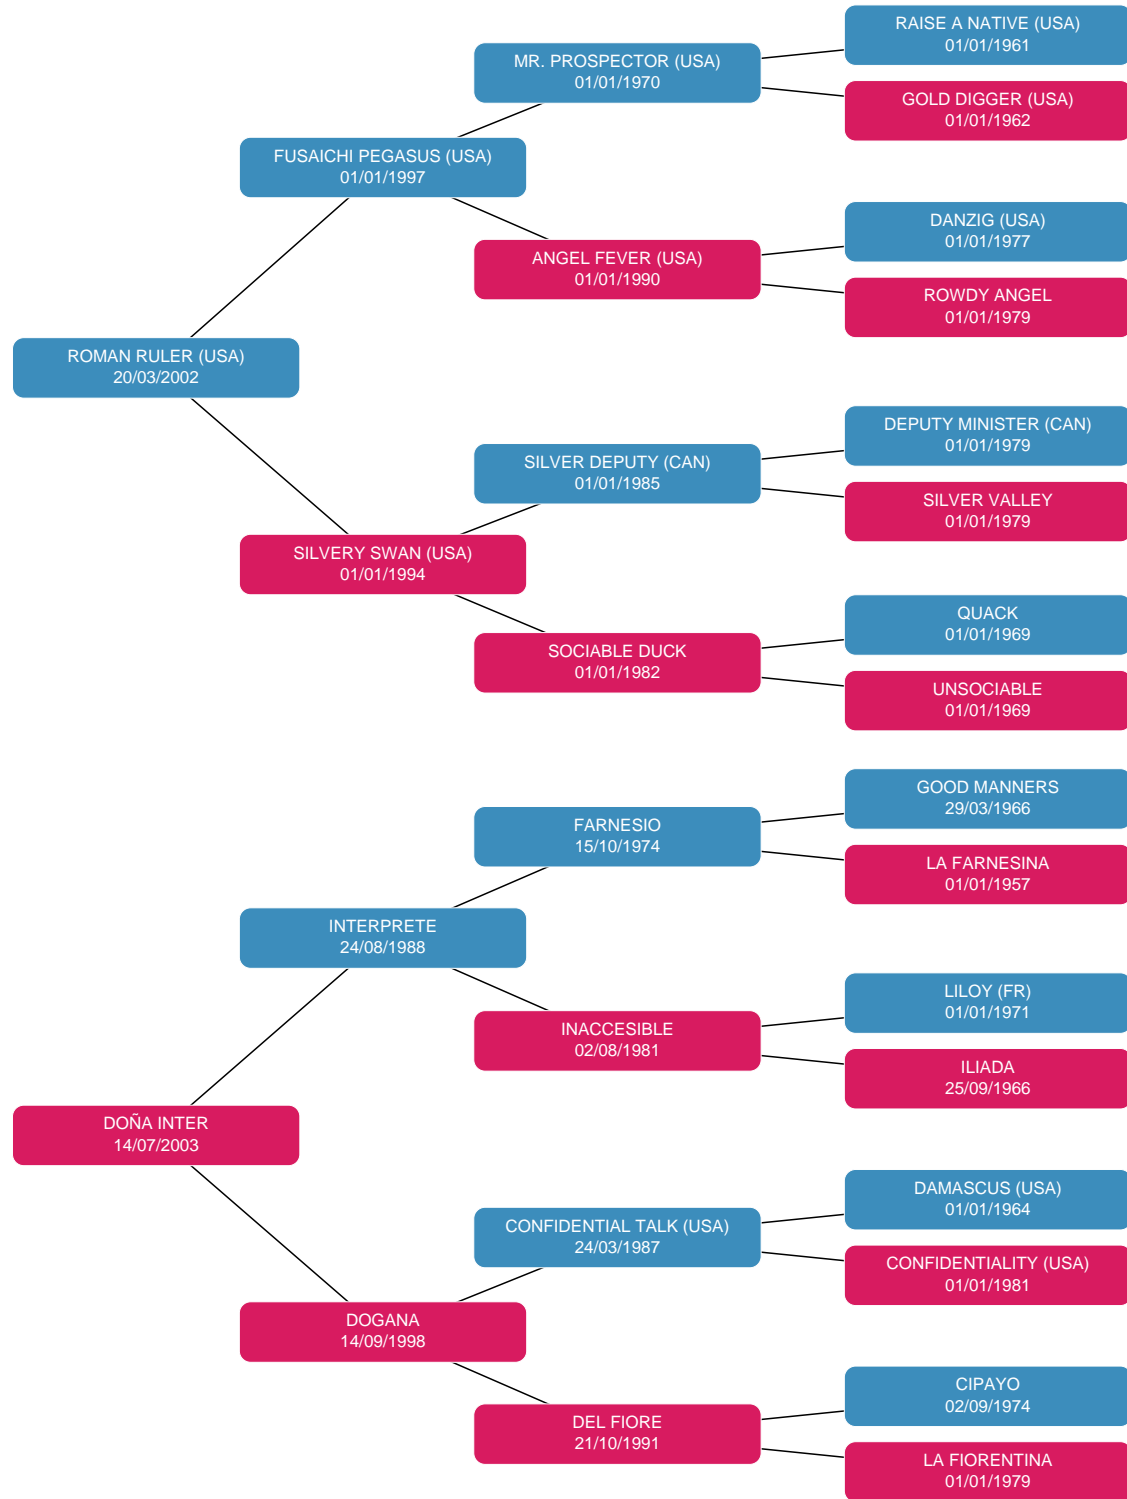 RAISE A NATIVE (USA)
01/01/1961
MR. PROSPECTOR (USA)
01/01/1970
GOLD DIGGER (USA)
01/01/1962
FUSAICHI PEGASUS (USA)
01/01/1997
DANZIG (USA)
01/01/1977
ANGEL FEVER (USA)
01/01/1990
ROWDY ANGEL
01/01/1979
ROMAN RULER (USA)
20/03/2002
DEPUTY MINISTER (CAN)
01/01/1979
SILVER DEPUTY (CAN)
01/01/1985
SILVER VALLEY
01/01/1979
SILVERY SWAN (USA)
01/01/1994
QUACK
01/01/1969
SOCIABLE DUCK
01/01/1982
UNSOCIABLE
01/01/1969
GOOD MANNERS
29/03/1966
FARNESIO
15/10/1974
LA FARNESINA
01/01/1957
INTERPRETE
24/08/1988
LILOY (FR)
01/01/1971
INACCESIBLE
02/08/1981
ILIADA
25/09/1966
DOÑA INTER
14/07/2003
DAMASCUS (USA)
01/01/1964
CONFIDENTIAL TALK (USA)
24/03/1987
CONFIDENTIALITY (USA)
01/01/1981
DOGANA
14/09/1998
CIPAYO
02/09/1974
DEL FIORE
21/10/1991
LA FIORENTINA
01/01/1979